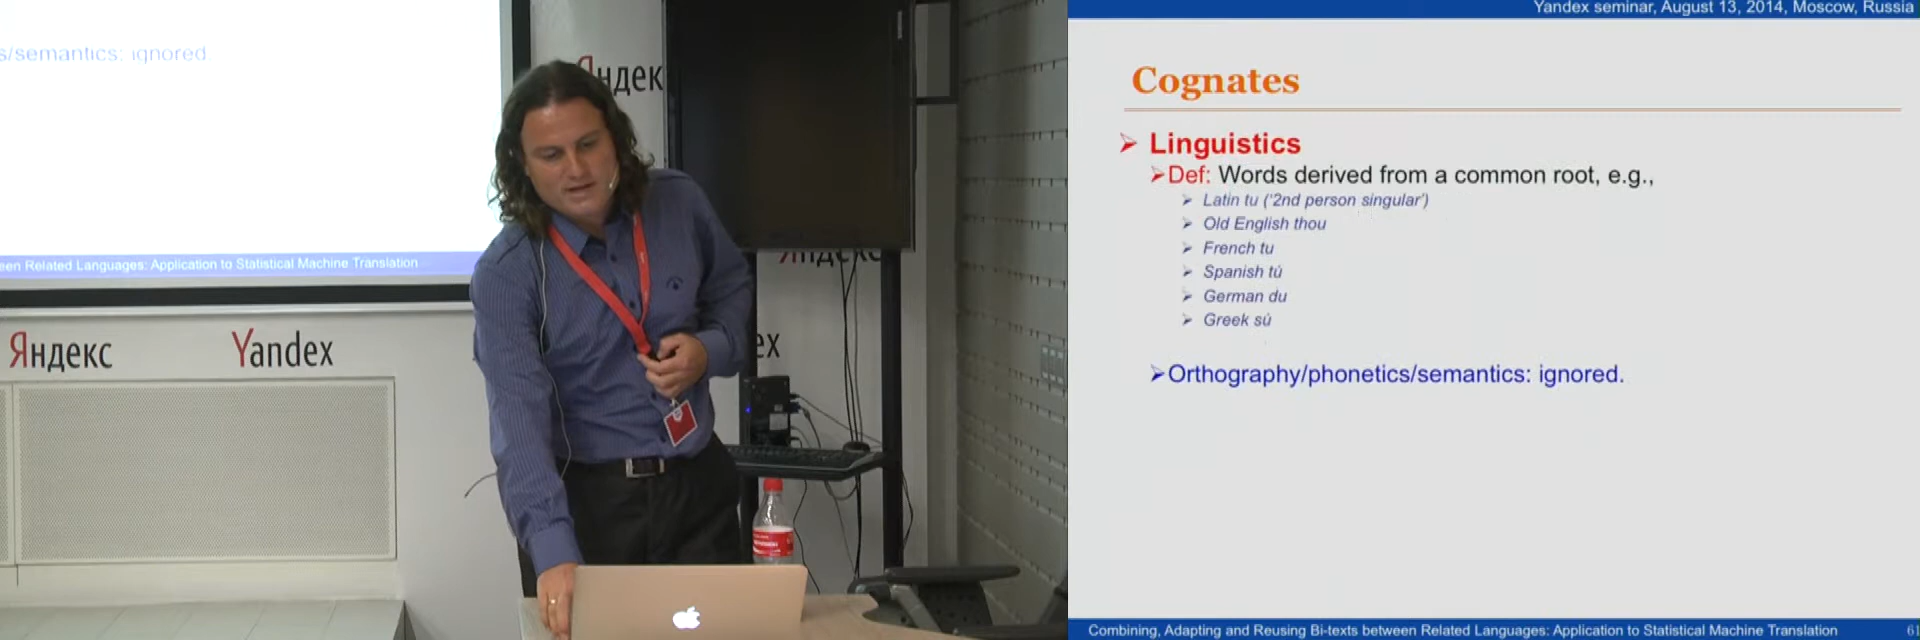 s/semantics: ignored.
een Related Languages: Application to Statistical Machine Translation
Яндекс
Yandex
Яндек
Яндекс
ex
Yandex seminar, August 13, 2014, Moscow, Russia
Cognates
Linguistics
Def: Words derived from a common root, e.g.,
Latin tu (‘2nd person singular’)
Old English thou
French tu
Spanish tú
German du
Greek sú
Orthography/phonetics/semantics: ignored.
Combining, Adapting and Reusing Bi-texts between Related Languages: Application to Statistical Machine Translation
61